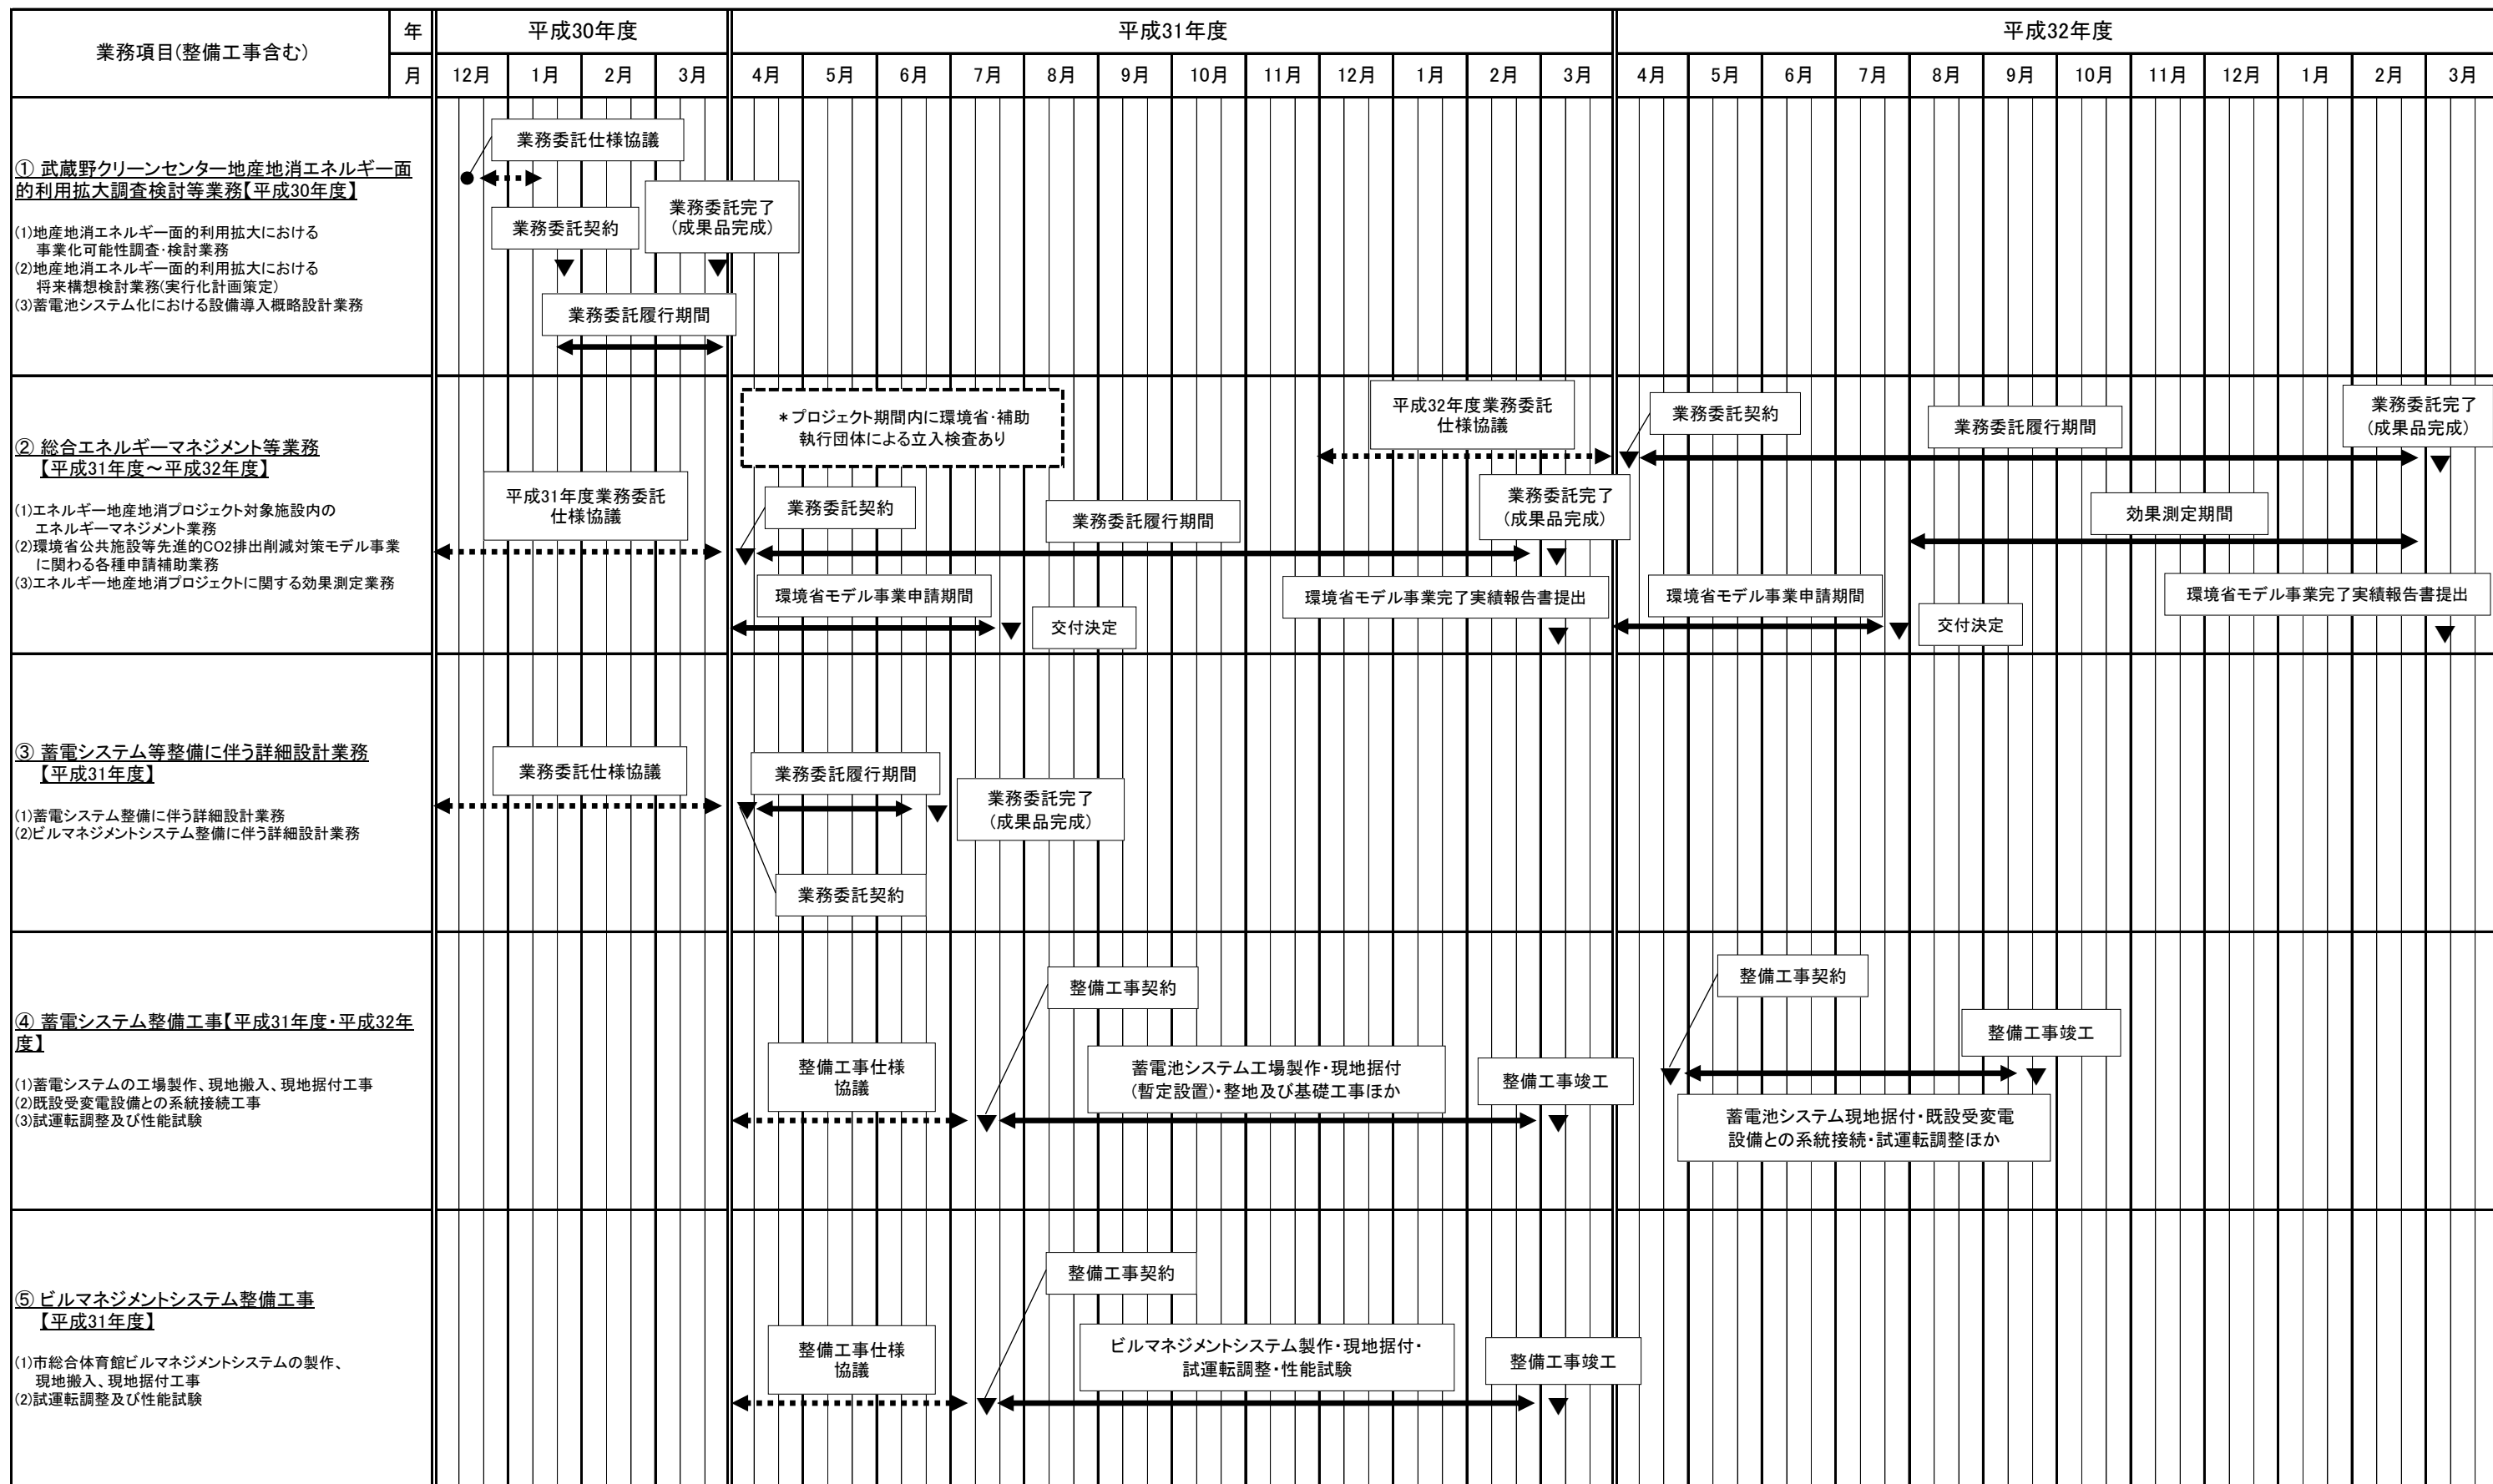 業務項目(整備工事含む)
年
平成30年度
平成31年度
平成32年度
月
12月
1月
2月
3月
4月
5月
6月
7月
8月
9月
10月
11月
12月
1月
2月
3月
4月
5月
6月
7月
8月
9月
10月
11月
12月
1月
2月
3月
① 武蔵野クリーンセンター地産地消エネルギー面
的利用拡大調査検討等業務【平成30年度】
(1)地産地消エネルギー面的利用拡大における
事業化可能性調査・検討業務
(2)地産地消エネルギー面的利用拡大における
将来構想検討業務(実行化計画策定)
(3)蓄電池システム化における設備導入概略設計業務
業務委託仕様協議
業務委託契約
業務委託完了
(成果品完成)
業務委託履行期間
② 総合エネルギーマネジメント等業務
【平成31年度～平成32年度】
(1)エネルギー地産地消プロジェクト対象施設内の
エネルギーマネジメント業務
(2)環境省公共施設等先進的CO2排出削減対策モデル事業
に関わる各種申請補助業務
(3)エネルギー地産地消プロジェクトに関する効果測定業務
平成31年度業務委託
仕様協議
＊プロジェクト期間内に環境省・補助
執行団体による立入検査あり
業務委託契約
業務委託履行期間
環境省モデル事業申請期間
交付決定
平成32年度業務委託
仕様協議
業務委託完了
(成果品完成)
環境省モデル事業完了実績報告書提出
業務委託契約
業務委託履行期間
業務委託完了
(成果品完成)
効果測定期間
環境省モデル事業申請期間
交付決定
環境省モデル事業完了実績報告書提出
③ 蓄電システム等整備に伴う詳細設計業務
【平成31年度】
(1)蓄電システム整備に伴う詳細設計業務
(2)ビルマネジメントシステム整備に伴う詳細設計業務
業務委託仕様協議
業務委託履行期間
業務委託完了
(成果品完成)
業務委託契約
④ 蓄電システム整備工事【平成31年度・平成32年
度】
(1)蓄電システムの工場製作、現地搬入、現地据付工事
(2)既設受変電設備との系統接続工事
(3)試運転調整及び性能試験
整備工事仕様
協議
整備工事契約
蓄電池システム工場製作・現地据付
(暫定設置)・整地及び基礎工事ほか
整備工事竣工
整備工事契約
整備工事竣工
蓄電池システム現地据付・既設受変電
設備との系統接続・試運転調整ほか
⑤ ビルマネジメントシステム整備工事
【平成31年度】
(1)市総合体育館ビルマネジメントシステムの製作、
現地搬入、現地据付工事
(2)試運転調整及び性能試験
整備工事仕様
協議
整備工事契約
ビルマネジメントシステム製作・現地据付・
試運転調整・性能試験
整備工事竣工